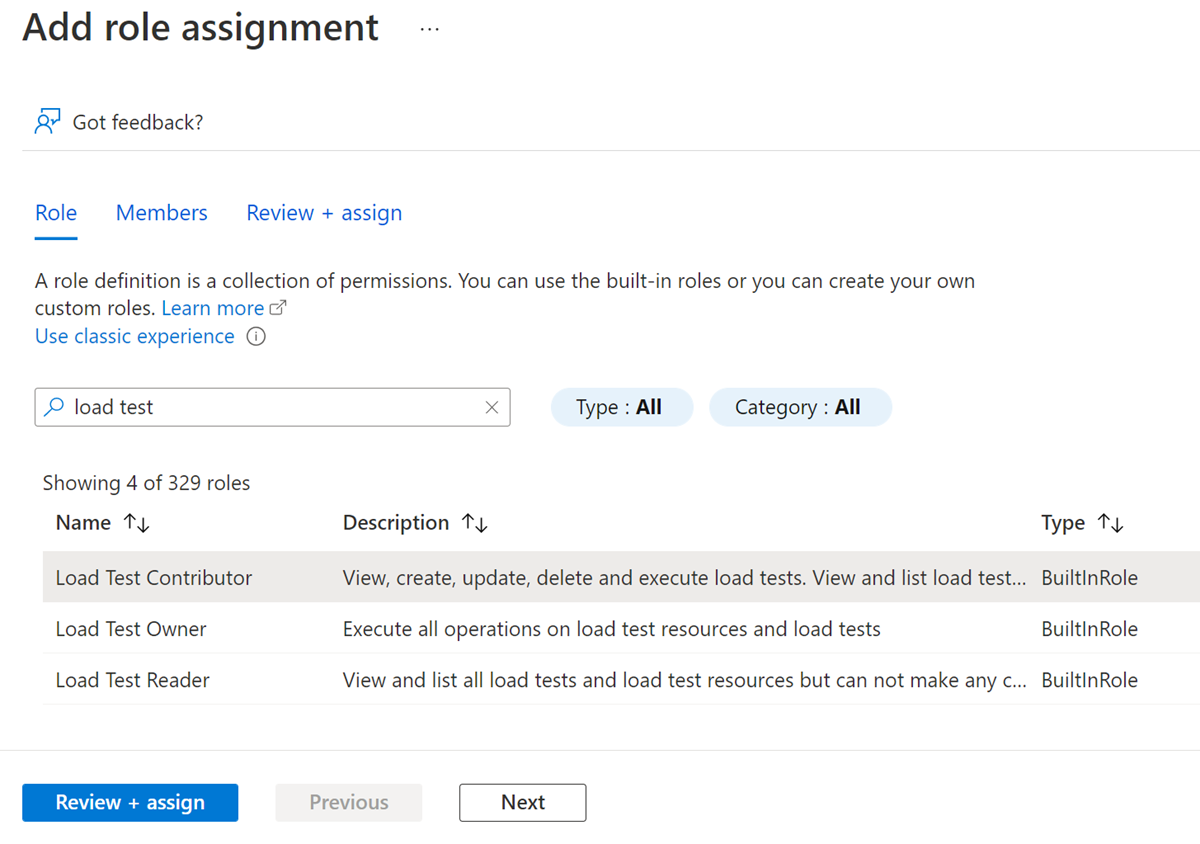 Add role assignment ...
Got feedback?
Role Members Review + assign
A role definition is a collection of permissions. You can use the built-in roles or you can create your own
custom roles. Learn more
Use classic experience
load test Type : All Category : All
Showing 4 of 329 roles
Name Description Type
Load Test Contributor View, create, update, delete and execute load tests. View and list load test... BuiltInRole
Load Test Owner Execute all operations on load test resources and load tests BuiltInRole
Load Test Reader View and list all load tests and load test resources but can not make any c... BuiltInRole
Review + assign Previous Next